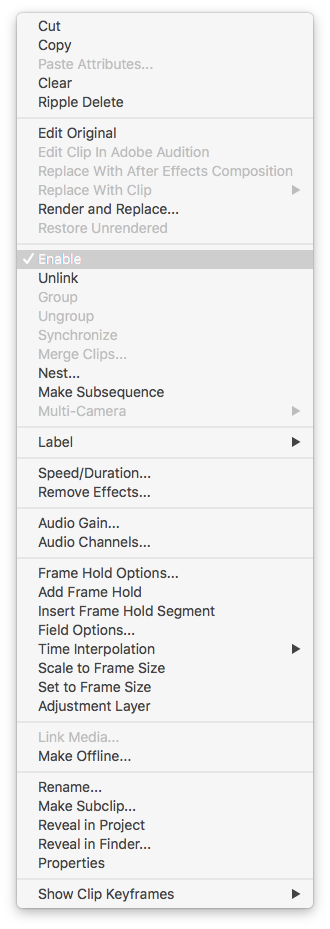 Cut
Copy
Paste Attributes...
Clear
Ripple Delete
Edit Original
Edit Clip In Adobe Audition
Replace With After Effects Composition
Replace With Clip
Render and Replace...
Restore Unrendered
Enable
Unlink
Group
Ungroup
Synchronize
Merge Clips...
Nest...
Make Subsequence
Multi-Camera
Label
Speed/Duration...
Remove Effects...
Audio Gain...
Audio Channels...
Frame Hold Options...
Add Frame Hold
Insert Frame Hold Segment
Field Options...
Time Interpolation
Scale to Frame Size
Set to Frame Size
Adjustment Layer
Link Media...
Make Offline...
Rename...
Make Subclip...
Reveal in Project
Reveal in Finder...
Properties
Show Clip Keyframes